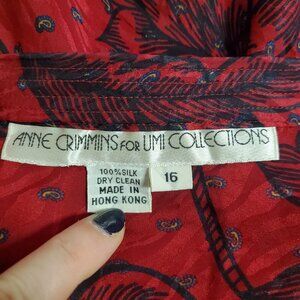 ANNE CRIMMINS FOR UMI COLLECTIONS
100% SILK
DRY CLEAN
MADE IN
HONG KONG
16